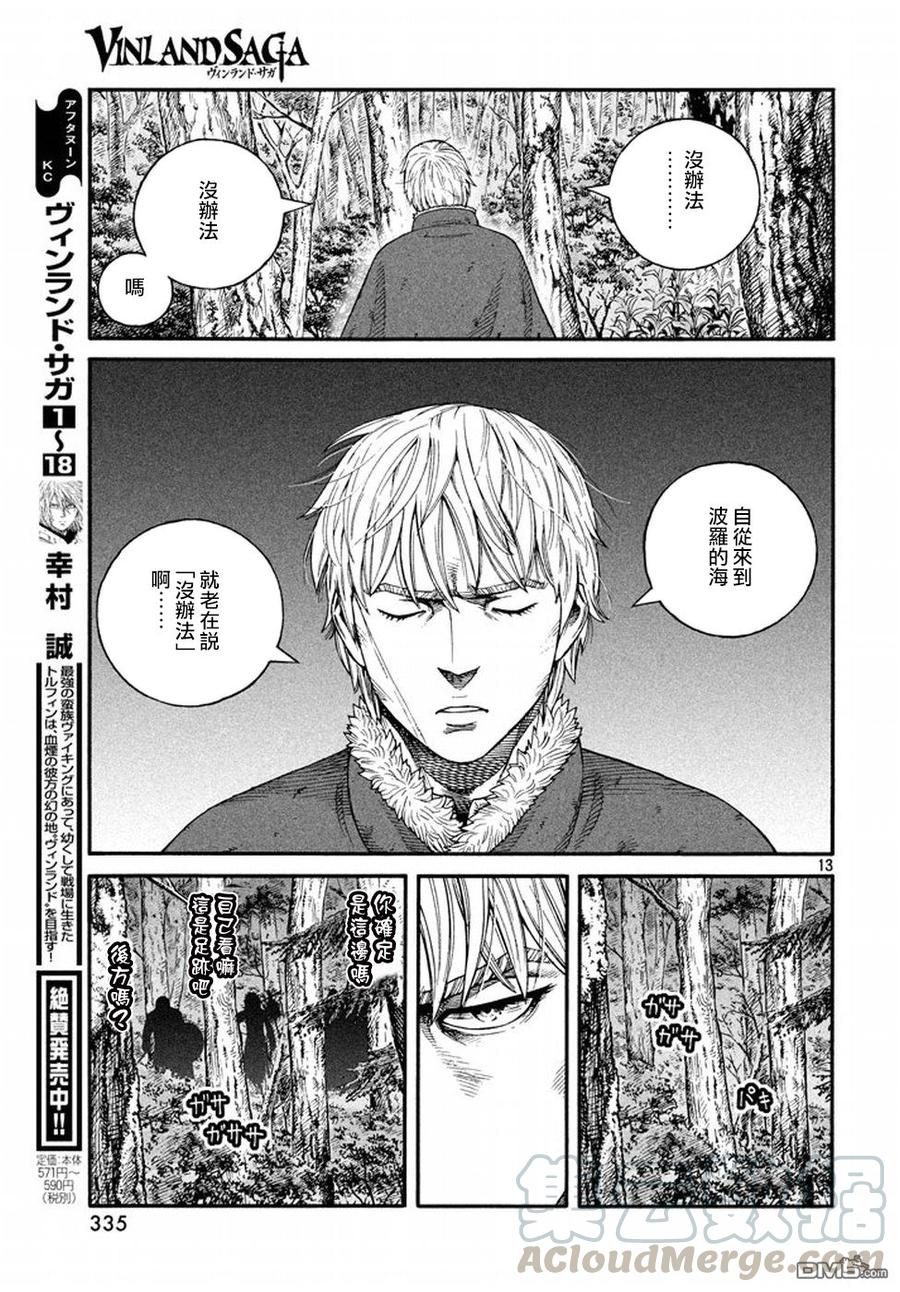 VINLAND SAGA
ヴィンランド・サガ
アフタヌーン
KC
ヴィンランド・サガ
1
~
18
幸村 誠
最強の蛮族ヴァイキングにあって、幼くして戦場に生きた
トルフィンは、血煙の彼方の幻の地“ヴィンランド”を目指す!
絶賛発売中!!
定価:本体
571円~
590円
(税別)
沒辦法
………
沒辦法
嗎
自從來到
波羅的海
就老在説
「沒辦法」
啊……
13
ガサ
ガサ
パキ
你確定
是這邊嗎
自己看嘛
這是足跡吧
後方嗎?
ガサ
ガササ
335
集云数据
ACloudMerge.com
DM5.com